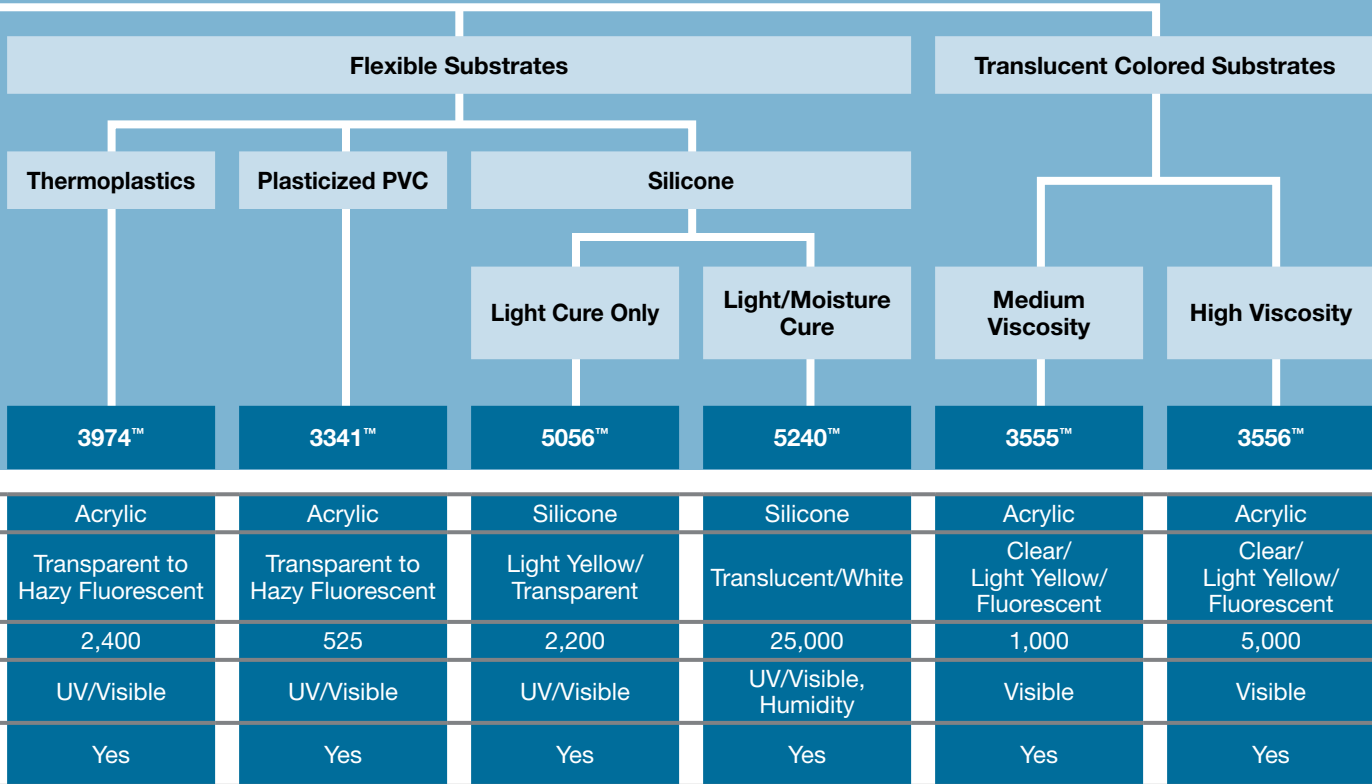 Flexible Substrates
Translucent Colored Substrates
Thermoplastics
Plasticized PVC
Silicone
Light Cure Only
Light/Moisture
Cure
Medium
Viscosity
High Viscosity
3974™
3341™
5056™
5240™
3555™
3556™
Acrylic
Acrylic
Silicone
Silicone
Acrylic
Acrylic
Transparent to
Hazy Fluorescent
Transparent to
Hazy Fluorescent
Light Yellow/
Transparent
Translucent/White
Clear/
Light Yellow/
Fluorescent
Clear/
Light Yellow/
Fluorescent
2,400
525
2,200
25,000
1,000
5,000
UV/Visible
UV/Visible
UV/Visible
UV/Visible,
Humidity
Visible
Visible
Yes
Yes
Yes
Yes
Yes
Yes